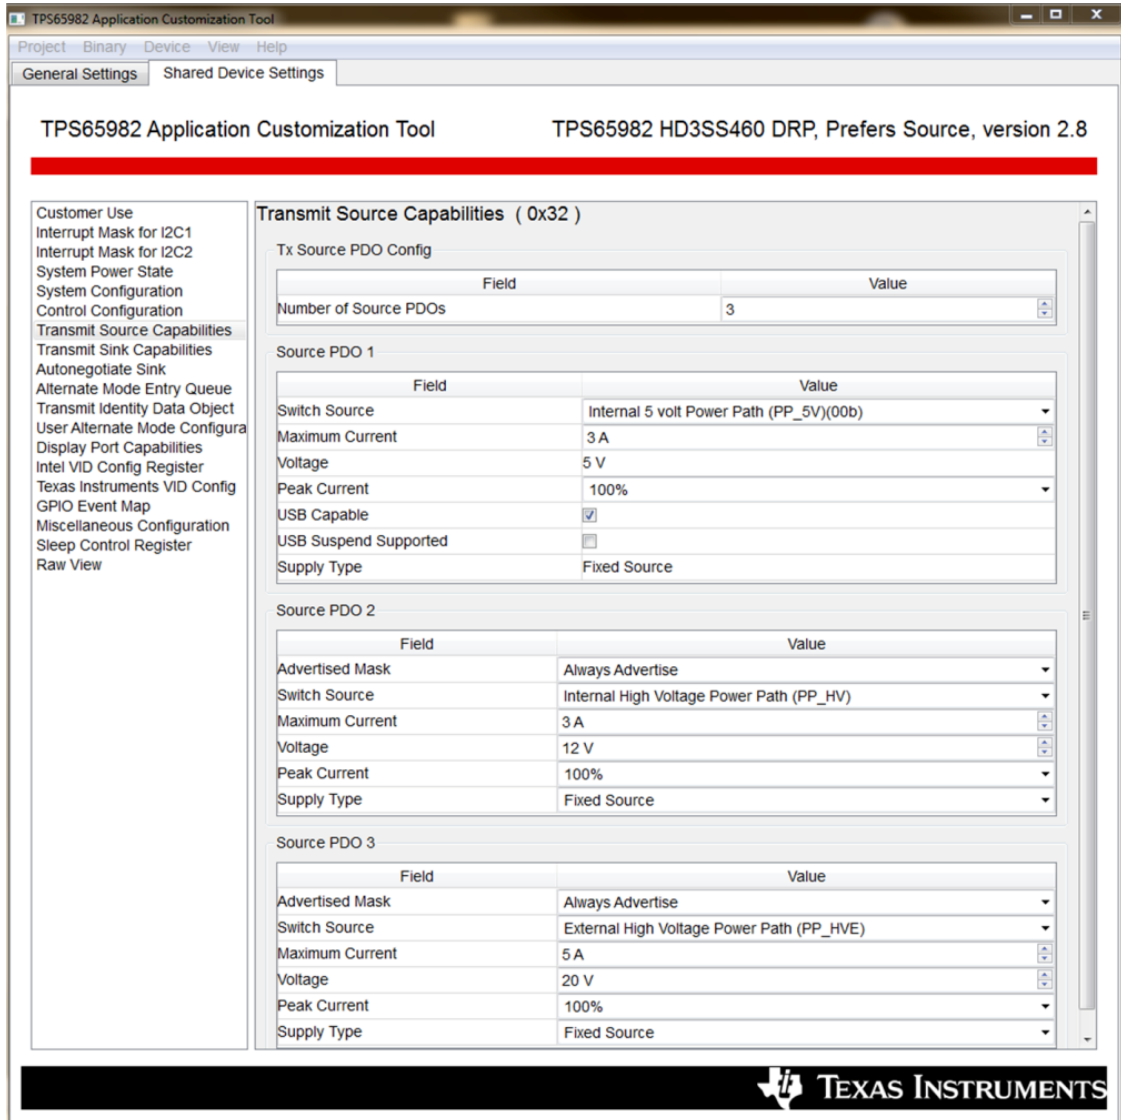 TPS65982 Application Customization Tool
Project Binary Device View Help
General Settings Shared Device Settings
TPS65982 Application Customization Tool TPS65982 HD3SS460 DRP, Prefers Source, version 2.8
Customer Use
Interrupt Mask for I2C1
Interrupt Mask for I2C2
System Power State
System Configuration
Control Configuration
Transmit Source Capabilities
Transmit Sink Capabilities
Autonegotiate Sink
Alternate Mode Entry Queue
Transmit Identity Data Object
User Alternate Mode Configura
Display Port Capabilities
Intel VID Config Register
Texas Instruments VID Config
GPIO Event Map
Miscellaneous Configuration
Sleep Control Register
Raw View
Transmit Source Capabilities ( 0x32 )
Tx Source PDO Config
Field Value
Number of Source PDOs 3
Source PDO 1
Field Value
Switch Source Internal 5 volt Power Path (PP_5V)(00b)
Maximum Current 3 A
Voltage 5 V
Peak Current 100%
USB Capable
USB Suspend Supported
Supply Type Fixed Source
Source PDO 2
Field Value
Advertised Mask Always Advertise
Switch Source Internal High Voltage Power Path (PP_HV)
Maximum Current 3 A
Voltage 12 V
Peak Current 100%
Supply Type Fixed Source
Source PDO 3
Field Value
Advertised Mask Always Advertise
Switch Source External High Voltage Power Path (PP_HVE)
Maximum Current 5 A
Voltage 20 V
Peak Current 100%
Supply Type Fixed Source
TEXAS INSTRUMENTS